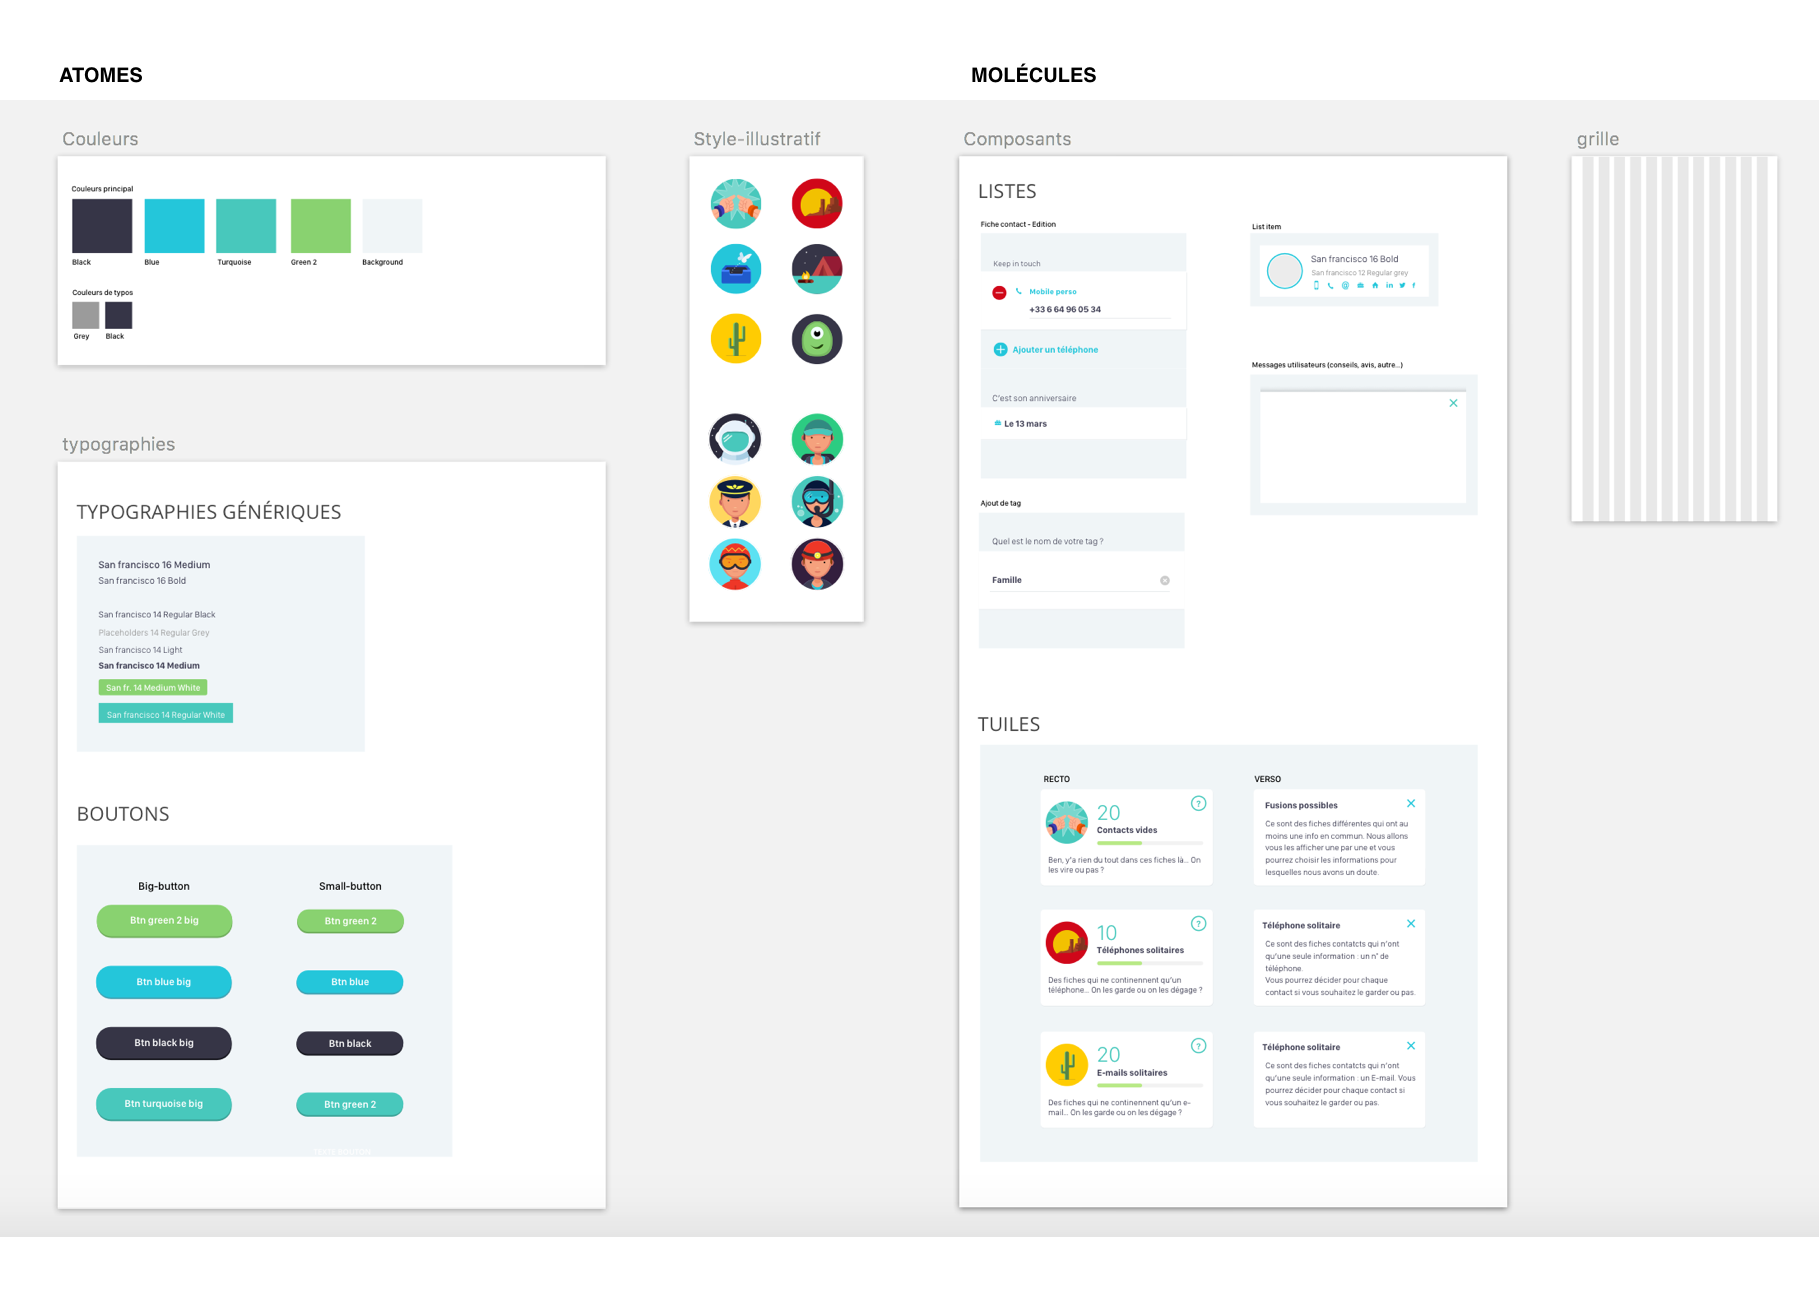 ATOMES
MOLÉCULES
Couleurs
Couleurs principal
Black
Blue
Turquoise
Green 2
Background
Couleurs de typos
Grey
Black
typographies
TYPOGRAPHIES GÉNÉRIQUES
San francisco 16 Medium
San francisco 16 Bold
San francisco 14 Regular Black
Placeholders 14 Regular Grey
San francisco 14 Light
San francisco 14 Medium
San fr. 14 Medium White
San francisco 14 Regular White
BOUTONS
Big-button
Small-button
Btn green 2 big
Btn green 2
Btn blue big
Btn blue
Btn black big
Btn black
Btn turquoise big
Btn green 2
Style-illustratif
Composants
LISTES
Fiche contact - Edition
Keep in touch
Mobile perso
+33 6 64 96 05 34
Ajouter un téléphone
C'est son anniversaire
Le 13 mars
Ajout de tag
Quel est le nom de votre tag ?
Famille
List item
San francisco 16 Bold
San francisco 12 Regular grey
Messages utilisateurs (conseils, avis, autre...)
TUILES
RECTO
VERSO
20
Contacts vides
Ben, y'a rien du tout dans ces fiches là... On
les vire ou pas ?
Fusions possibles
Ce sont des fiches différentes qui ont au
moins une info en commun. Nous allons
vous les afficher une par une et vous
pourrez choisir les informations pour
lesquelles nous avons un doute.
10
Téléphones solitaires
Des fiches qui ne continennent qu'un
téléphone... On les garde ou on les dégage ?
Téléphone solitaire
Ce sont des fiches contatcts qui n'ont
qu'une seule information : un n° de
téléphone.
Vous pourrez décider pour chaque
contact si vous souhaitez le garder ou pas.
20
E-mails solitaires
Des fiches qui ne continennent qu'un e-
mail... On les garde ou on les dégage ?
Téléphone solitaire
Ce sont des fiches contatcts qui n'ont
qu'une seule information : un E-mail. Vous
pourrez décider pour chaque contact si
vous souhaitez le garder ou pas.
grille